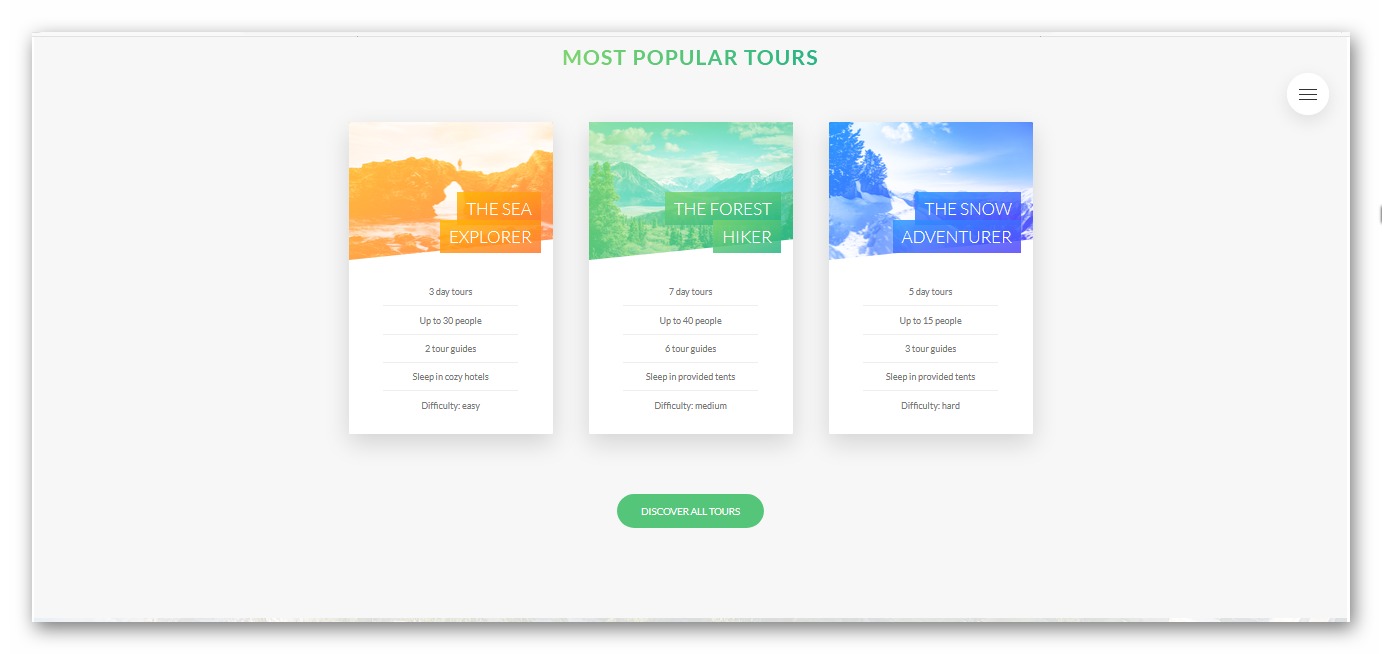 MOST POPULAR TOURS
THE SEA
EXPLORER
3 day tours
Up to 30 people
2 tour guides
Sleep in cozy hotels
Difficulty: easy
THE FOREST
HIKER
7 day tours
Up to 40 people
6 tour guides
Sleep in provided tents
Difficulty: medium
THE SNOW
ADVENTURER
5 day tours
Up to 15 people
3 tour guides
Sleep in provided tents
Difficulty: hard
DISCOVER ALL TOURS